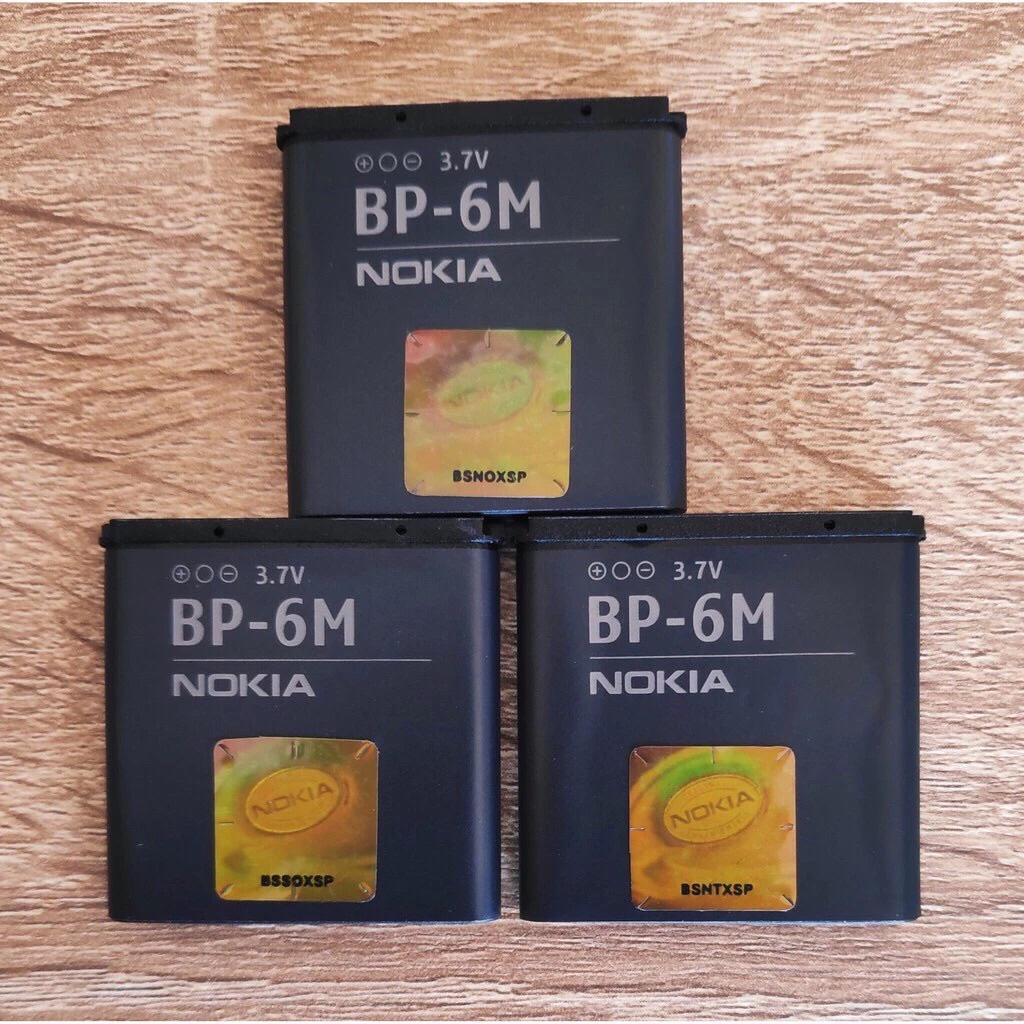 ⊕○⊖ 3.7V
BP-6M
NOKIA
NOKIA
BSNOXSP
⊕○⊖ 3.7V
BP-6M
NOKIA
NOKIA
BSSOXSP
⊕○⊖ 3.7V
BP-6M
NOKIA
NOKIA
BSNTXSP